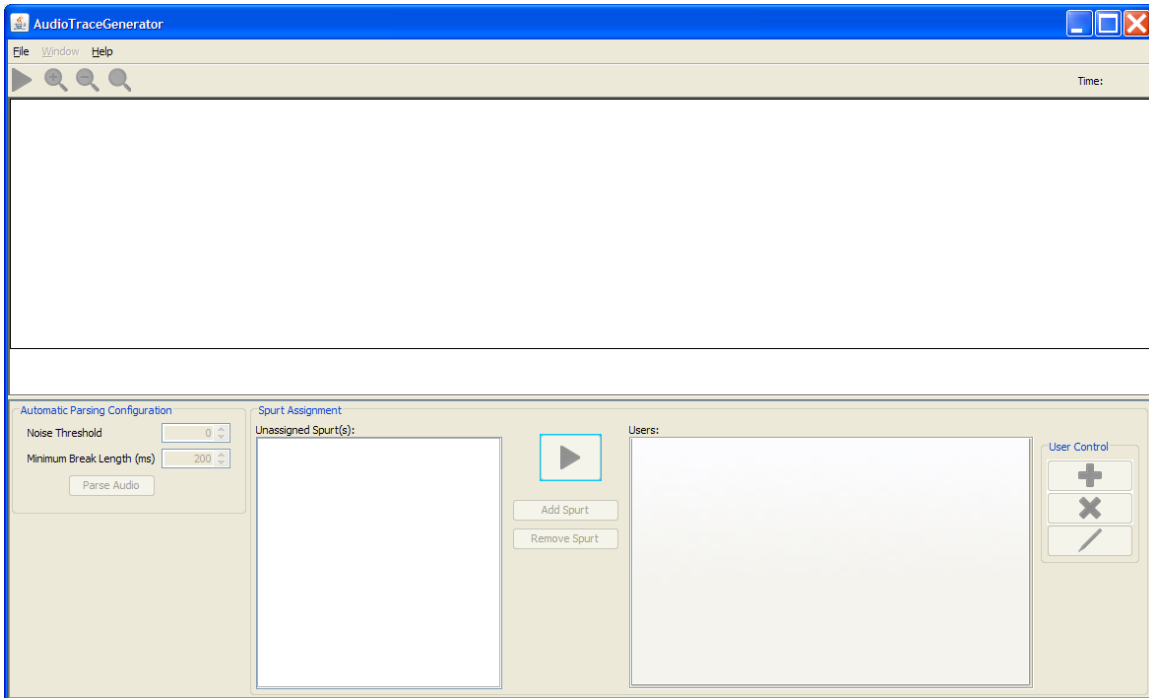 AudioTraceGenerator
File Window Help
Time:
Automatic Parsing Configuration
Noise Threshold 0
Minimum Break Length (ms) 200
Parse Audio
Spurt Assignment
Unassigned Spurt(s):
Add Spurt
Remove Spurt
Users:
User Control